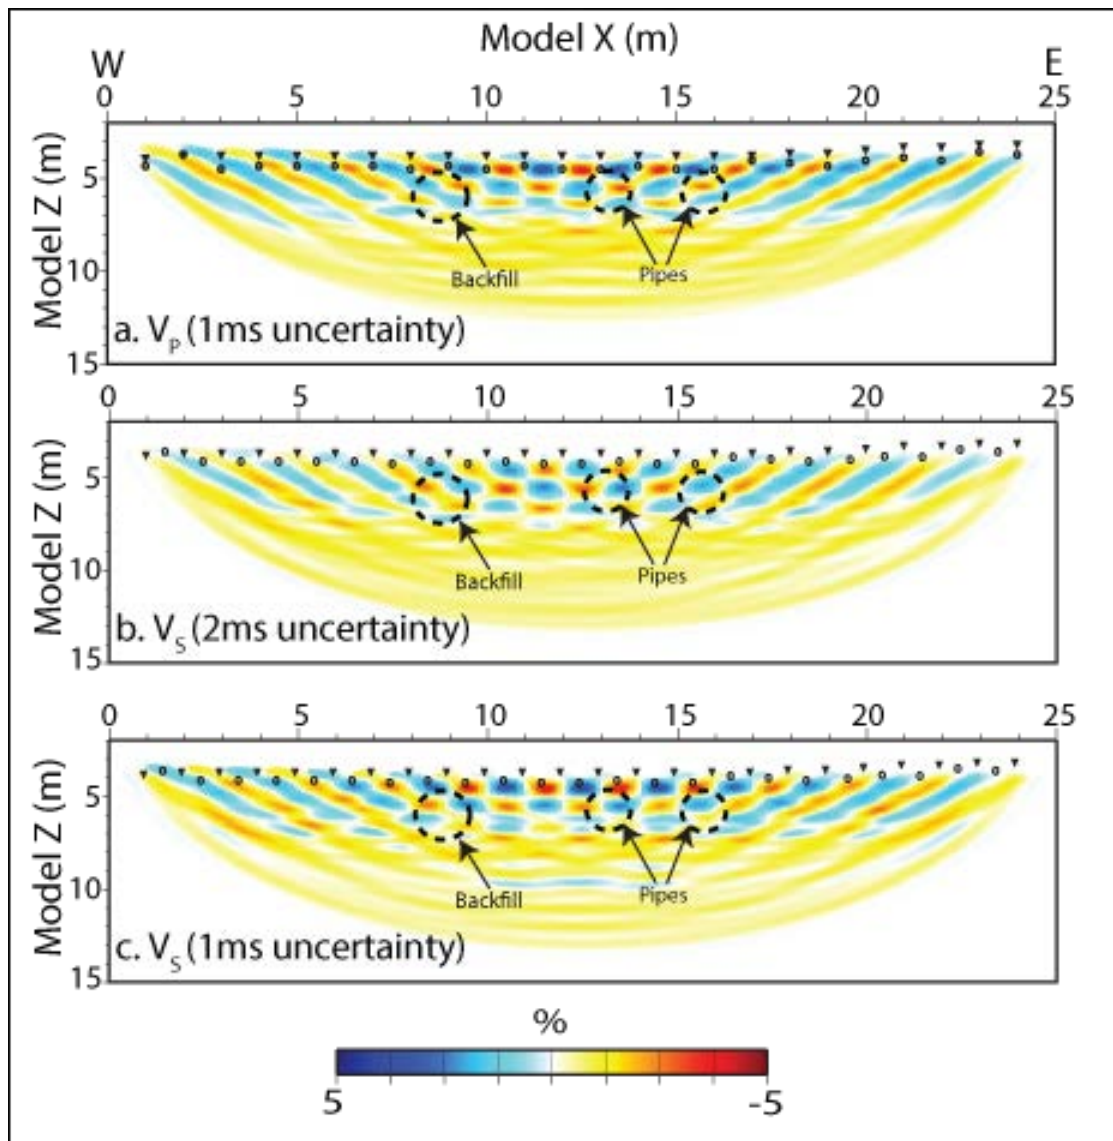 Model X (m)
W E
0 5 10 15 20 25
Model Z (m)
5
10
15
Backfill
Pipes
a. VP (1ms uncertainty)
0 5 10 15 20 25
Model Z (m)
5
10
15
Backfill
Pipes
b. VS (2ms uncertainty)
0 5 10 15 20 25
Model Z (m)
5
10
15
Backfill
Pipes
c. VS (1ms uncertainty)
%
5 -5